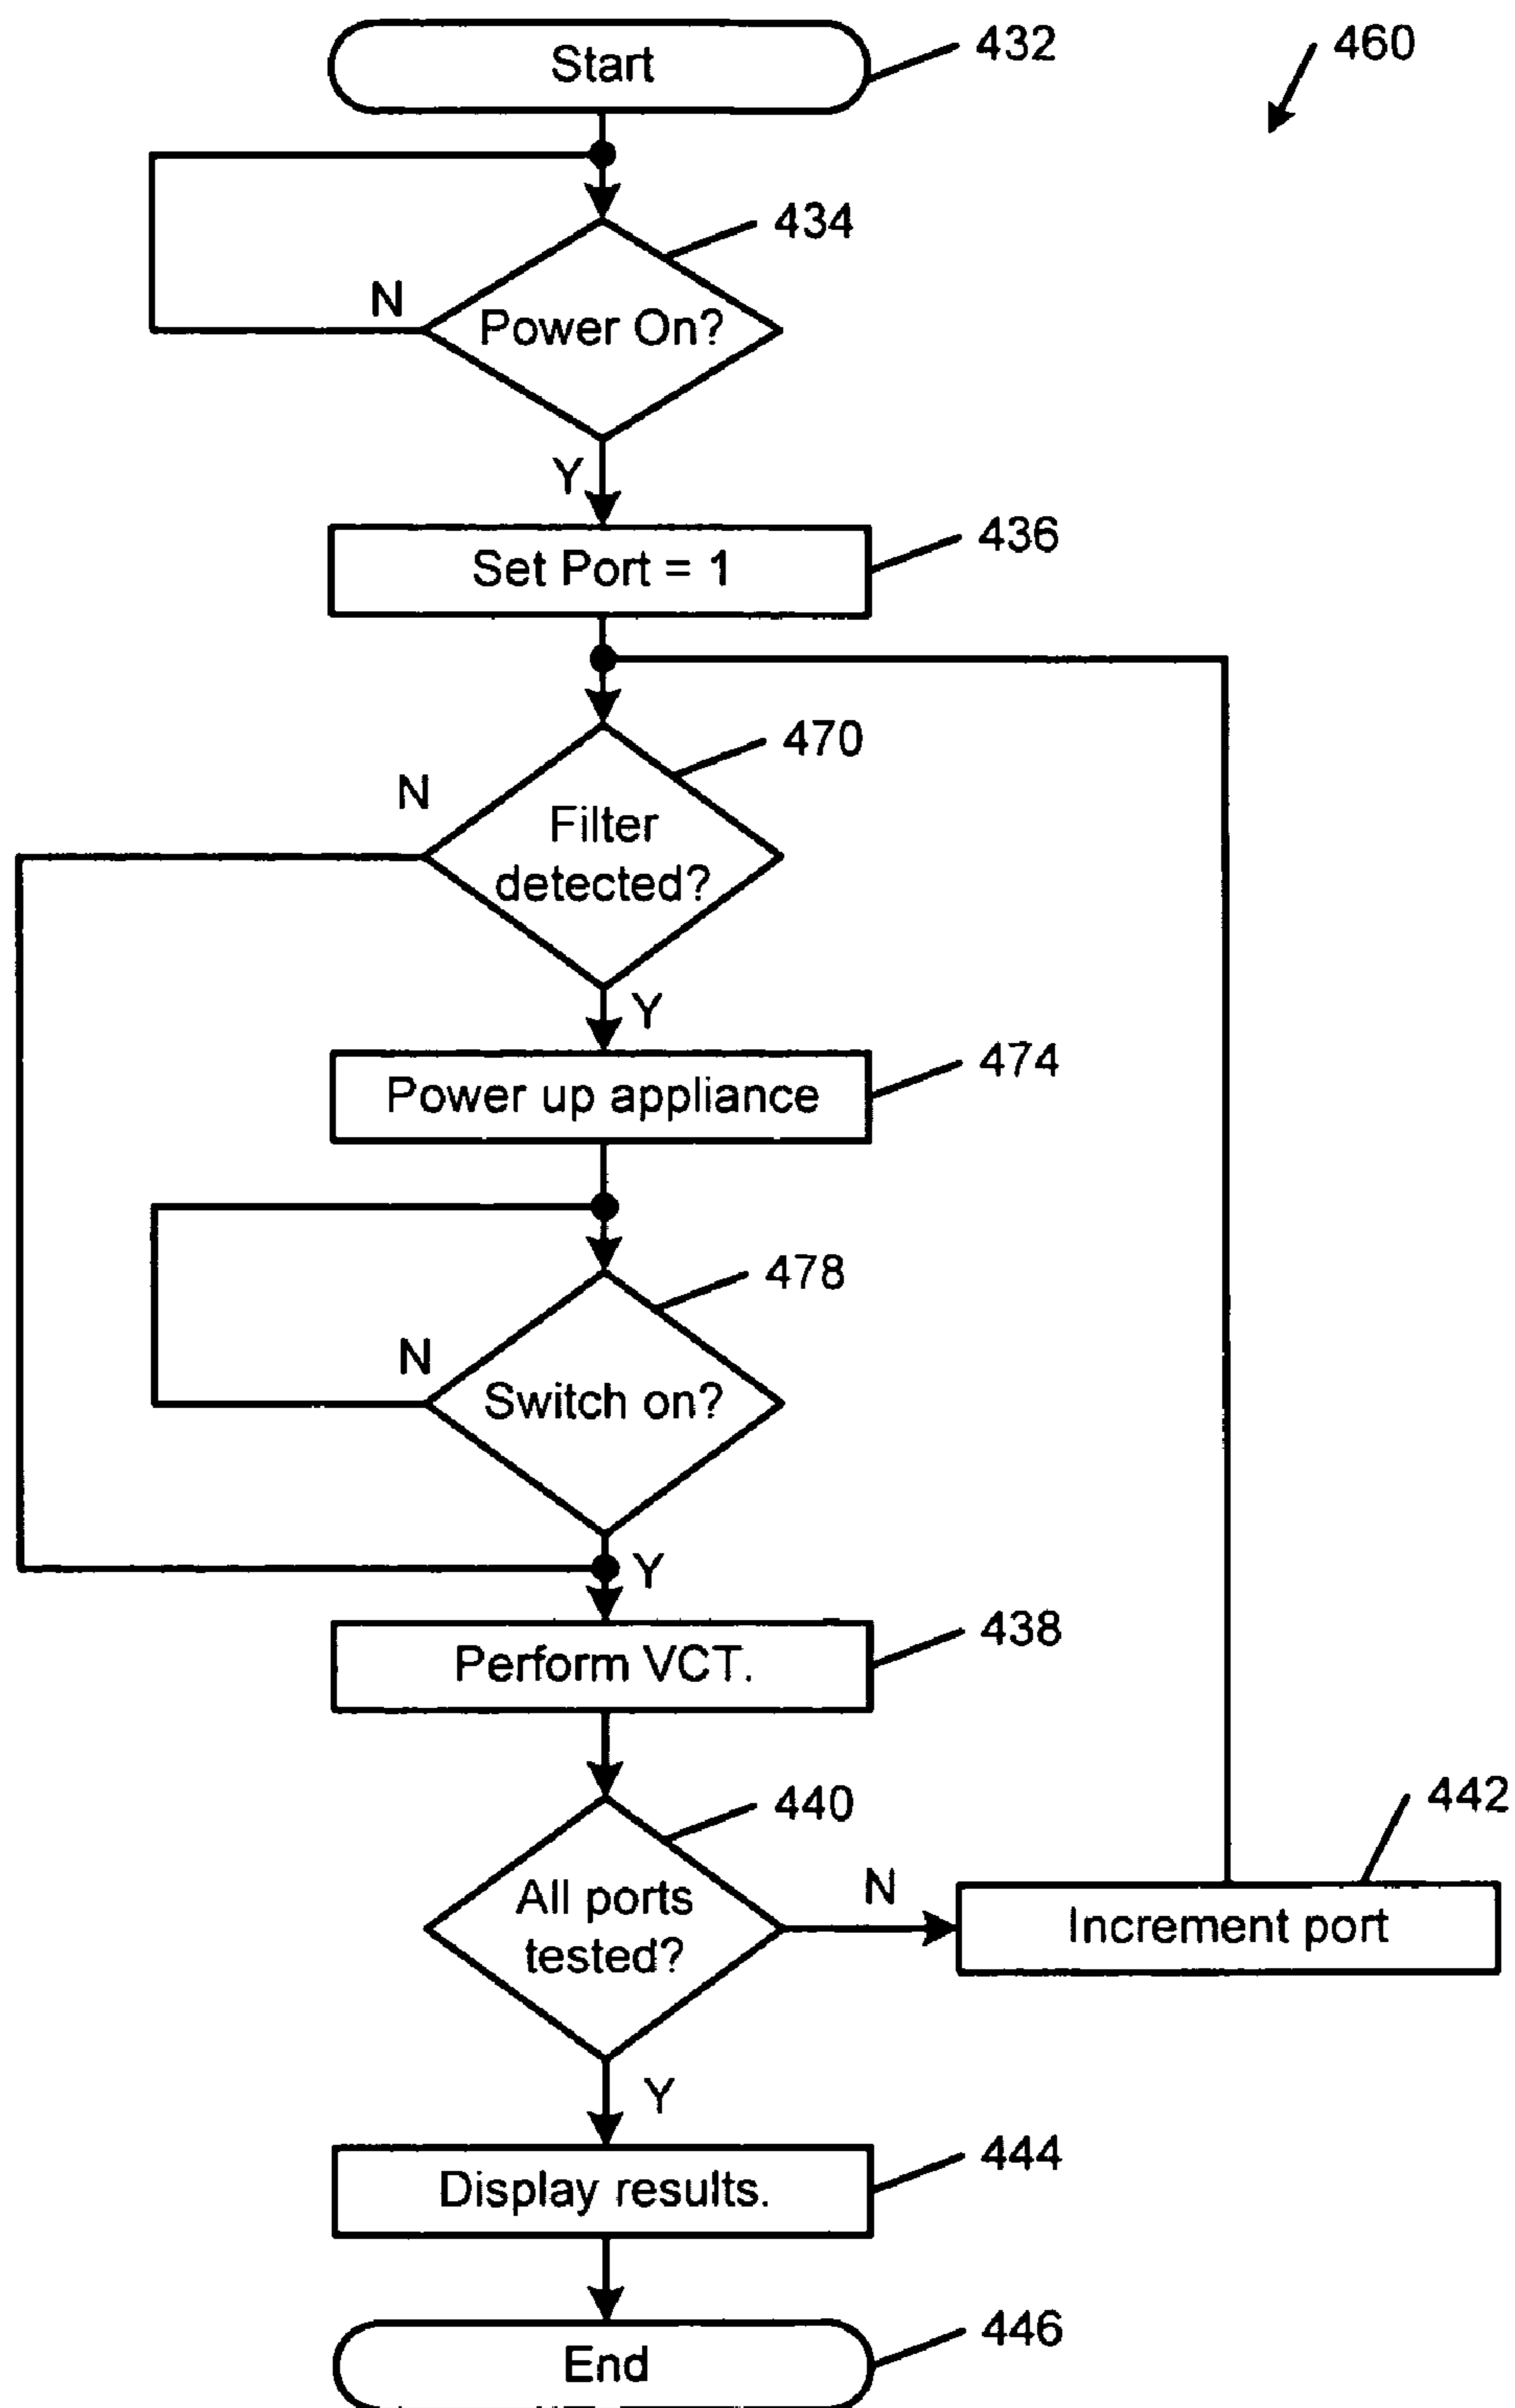 Start
432
460
434
N
Power On?
Y
436
Set Port = 1
470
N
Filter
detected?
Y
474
Power up appliance
478
N
Switch on?
Y
438
Perform VCT.
440
442
All ports
tested?
N
Increment port
Y
444
Display results.
446
End